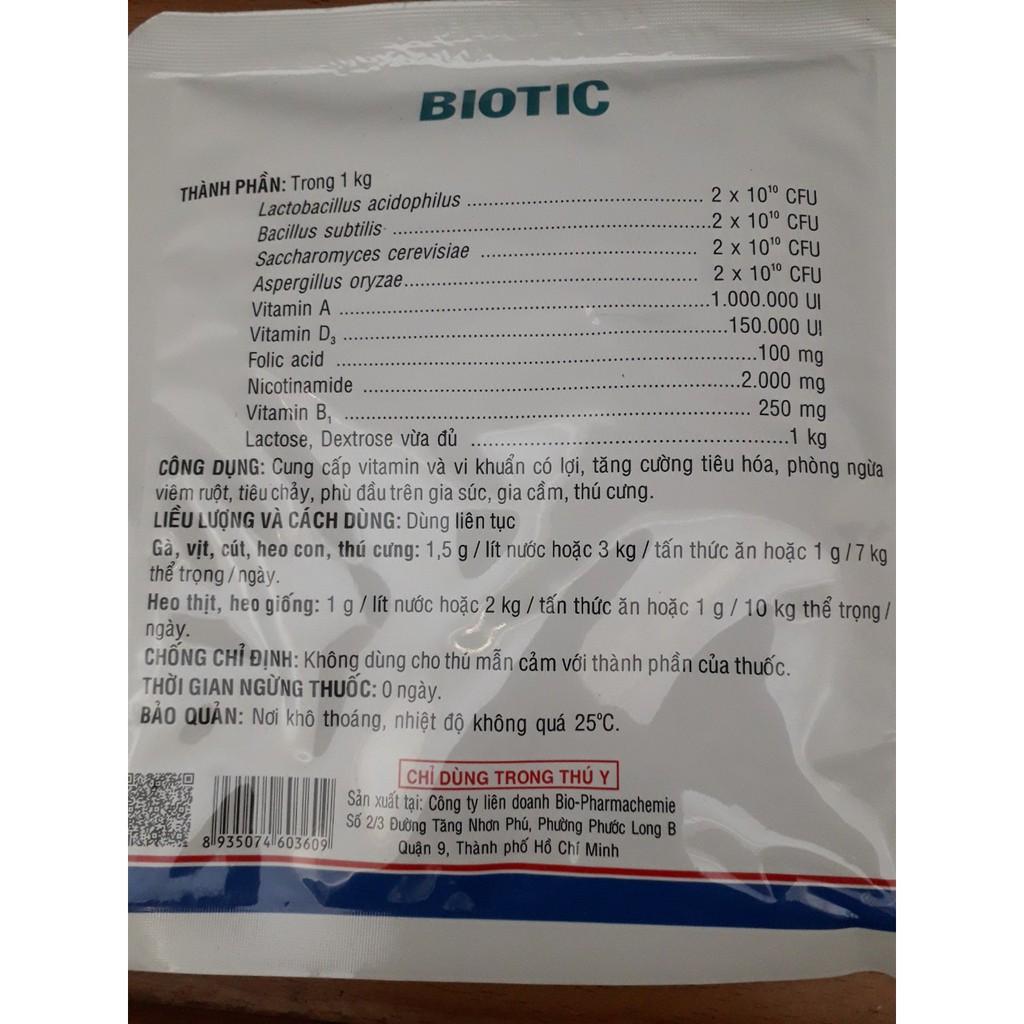 BIOTIC
THÀNH PHẦN: Trong 1 kg
Lactobacillus acidophilus .......................................... 2 x 10¹⁰ CFU
Bacillus subtilis ..........................................................2 x 10¹⁰ CFU
Saccharomyces cerevisiae ....................................... 2 x 10¹⁰ CFU
Aspergillus oryzae..................................................... 2 x 10¹⁰ CFU
Vitamin A ..................................................................1.000.000 UI
Vitamin D₃ ....................................................................150.000 UI
Folic acid ...........................................................................100 mg
Nicotinamide ...................................................................2.000 mg
Vitamin B₁ ......................................................................... 250 mg
Lactose, Dextrose vừa đủ .........................................................1 kg
CÔNG DỤNG: Cung cấp vitamin và vi khuẩn có lợi, tăng cường tiêu hóa, phòng ngừa
viêm ruột, tiêu chảy, phù đầu trên gia súc, gia cầm, thú cưng.
LIỀU LƯỢNG VÀ CÁCH DÙNG: Dùng liên tục
Gà, vịt, cút, heo con, thú cưng: 1,5 g / lít nước hoặc 3 kg / tấn thức ăn hoặc 1 g / 7 kg
thể trọng / ngày.
Heo thịt, heo giống: 1 g / lít nước hoặc 2 kg / tấn thức ăn hoặc 1 g / 10 kg thể trọng /
ngày.
CHỐNG CHỈ ĐỊNH: Không dùng cho thú mẫn cảm với thành phần của thuốc.
THỜI GIAN NGỪNG THUỐC: 0 ngày.
BẢO QUẢN: Nơi khô thoáng, nhiệt độ không quá 25°C.
CHỈ DÙNG TRONG THÚ Y
Sản xuất tại: Công ty liên doanh Bio-Pharmachemie
Số 2/3 Đường Tăng Nhơn Phú, Phường Phước Long B
Quận 9, Thành phố Hồ Chí Minh
8 935074 603609